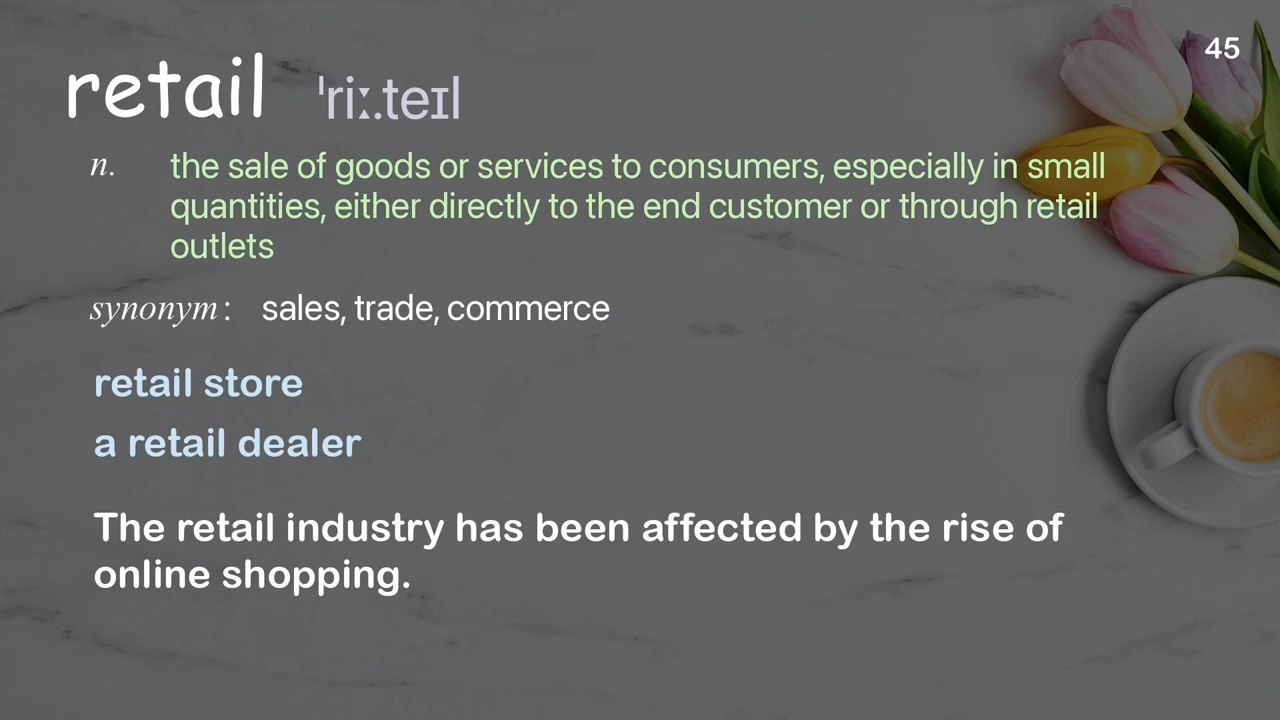 45
retail ˈriː.teɪl
n. the sale of goods or services to consumers, especially in small
quantities, either directly to the end customer or through retail
outlets
synonym: sales, trade, commerce
retail store
a retail dealer
The retail industry has been affected by the rise of
online shopping.